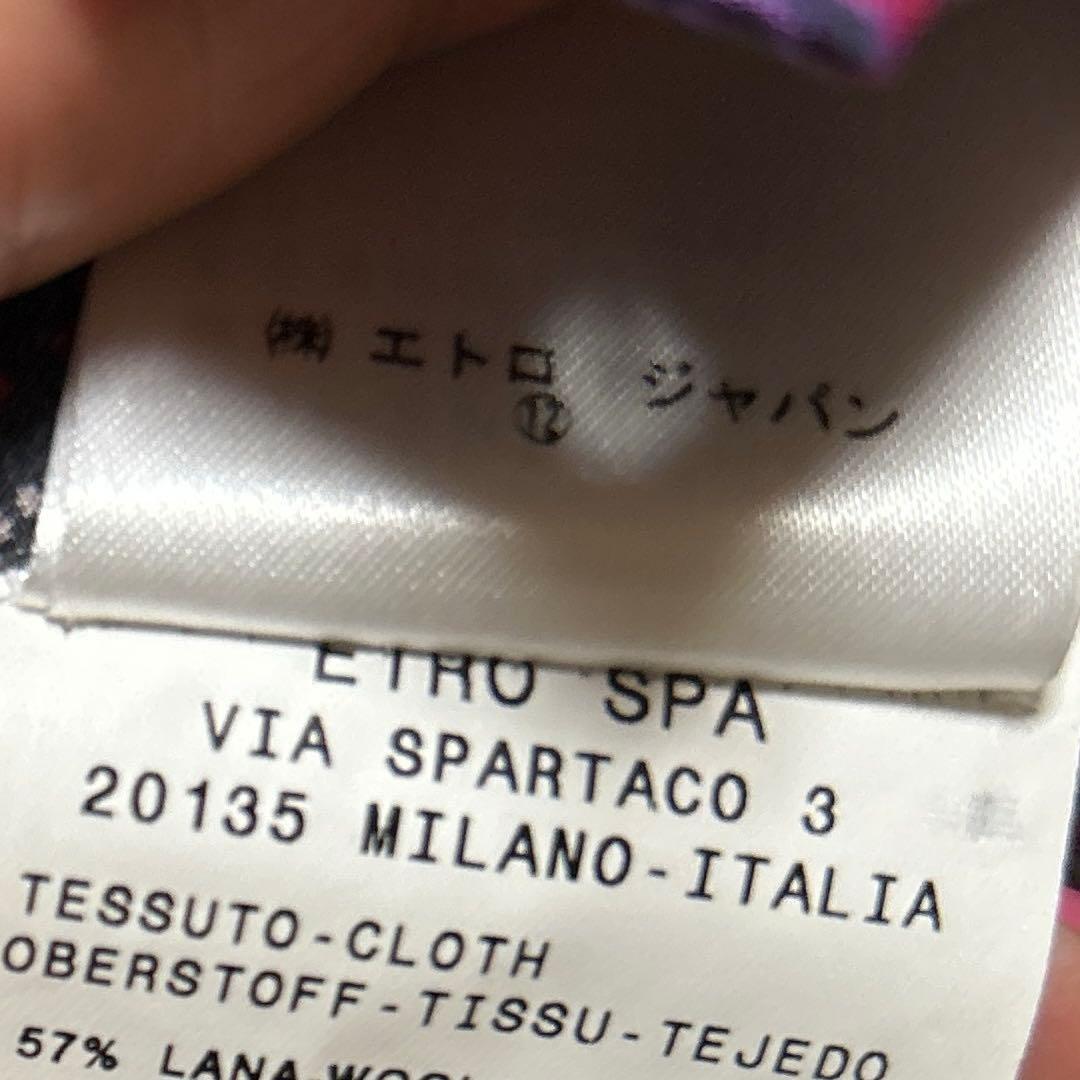 ㈱ エトロ ジャパン
⑫
ETRO SPA
VIA SPARTACO 3
20135 MILANO-ITALIA
TESSUTO-CLOTH
OBERSTOFF-TISSU-TEJEDO
57% LANA-WOOL